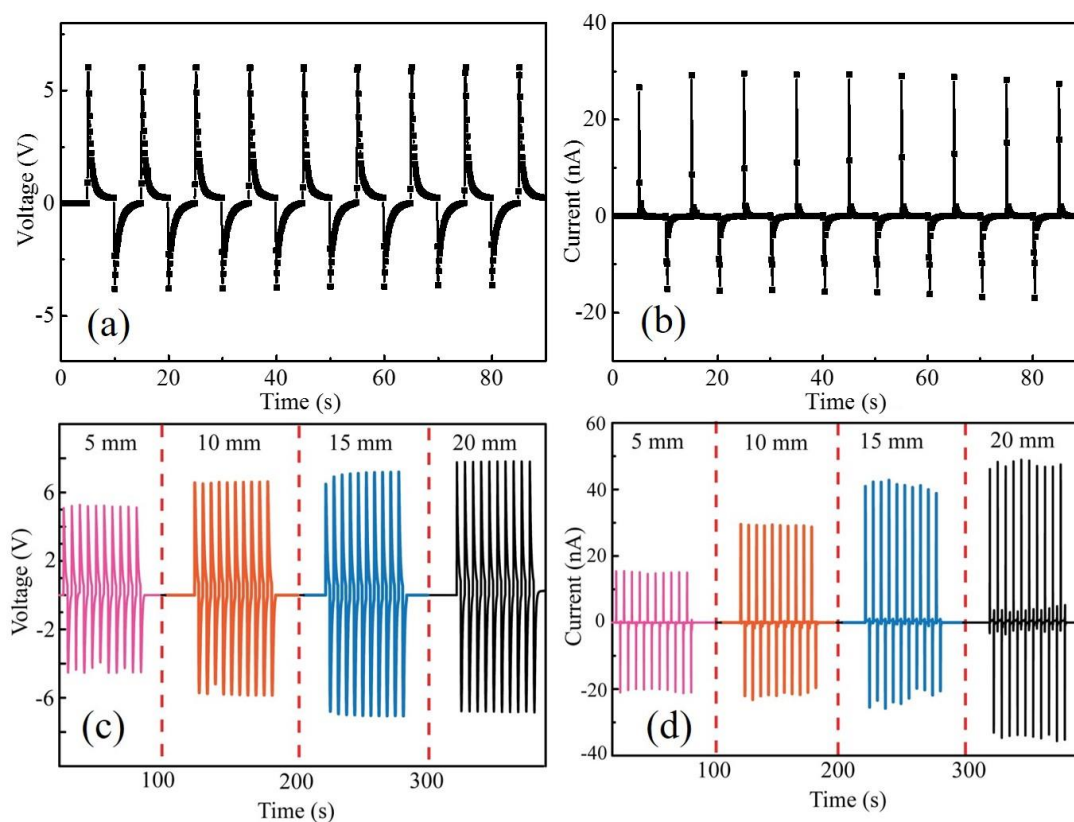 5
0
-5
Voltage (V)
(a)
0 20 40 60 80
Time (s)
40
20
0
-20
Current (nA)
(b)
0 20 40 60 80
Time (s)
5 mm 10 mm 15 mm 20 mm
6
2
-2
-6
Voltage (V)
(c)
100 200 300
Time (s)
5 mm 10 mm 15 mm 20 mm
60
40
20
0
-20
-40
Current (nA)
(d)
100 200 300
Time (s)